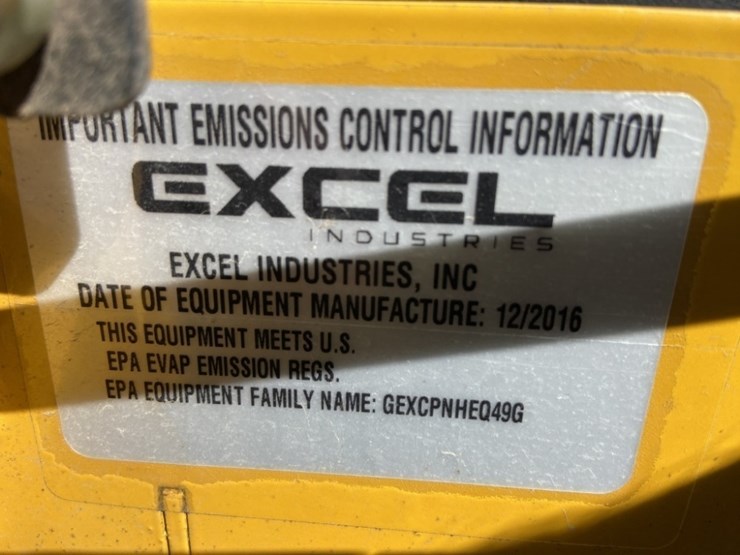 IMPORTANT EMISSIONS CONTROL INFORMATION
EXCEL
INDUSTRIES
EXCEL INDUSTRIES, INC
DATE OF EQUIPMENT MANUFACTURE: 12/2016
THIS EQUIPMENT MEETS U.S.
EPA EVAP EMISSION REGS.
EPA EQUIPMENT FAMILY NAME: GEXCPNHEQ49G